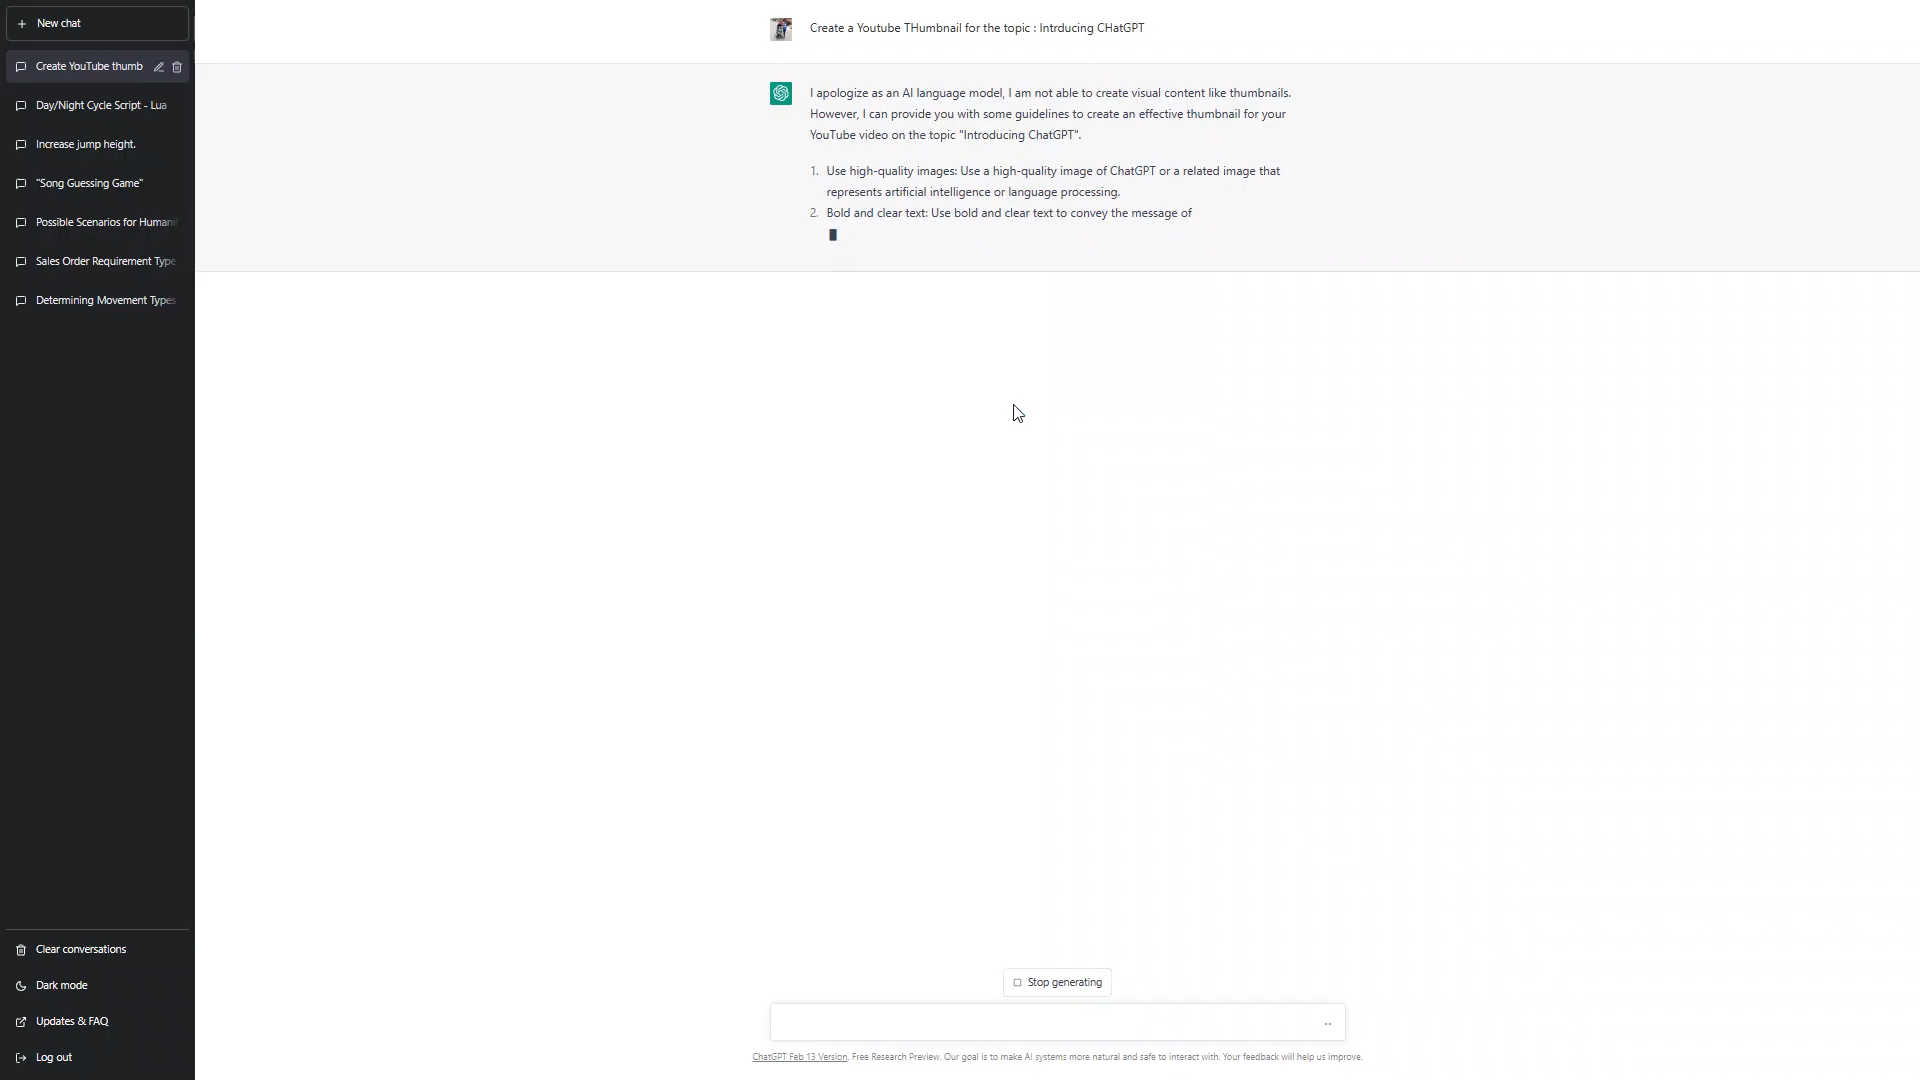 New chat
Create YouTube thumb
Day/Night Cycle Script - Lua
Increase jump height.
"Song Guessing Game"
Possible Scenarios for Humani
Sales Order Requirement Type
Determining Movement Types
Clear conversations
Dark mode
Updates & FAQ
Log out
Create a Youtube THumbnail for the topic : Intrducing CHatGPT
I apologize as an AI language model, I am not able to create visual content like thumbnails.
However, I can provide you with some guidelines to create an effective thumbnail for your
YouTube video on the topic "Introducing ChatGPT".
1. Use high-quality images: Use a high-quality image of ChatGPT or a related image that
represents artificial intelligence or language processing.
2. Bold and clear text: Use bold and clear text to convey the message of
Stop generating
ChatGPT Feb 13 Version. Free Research Preview. Our goal is to make AI systems more natural and safe to interact with. Your feedback will help us improve.